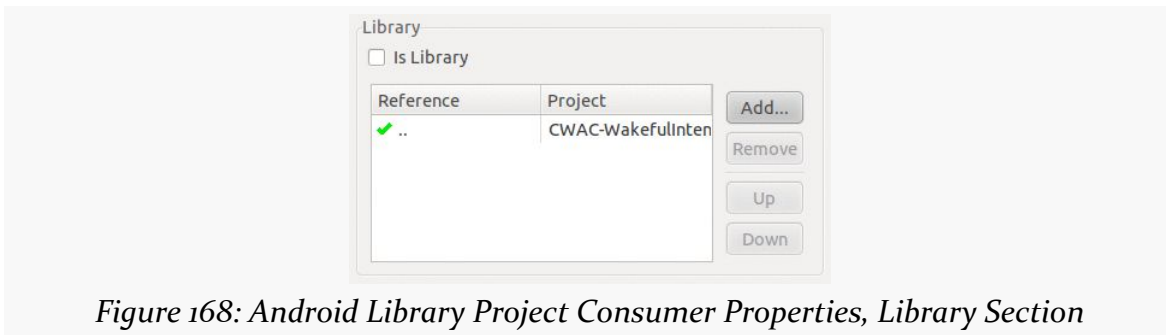 Library
Is Library
Reference Project
.. CWAC-WakefulInten
Add...
Remove
Up
Down
Figure 168: Android Library Project Consumer Properties, Library Section